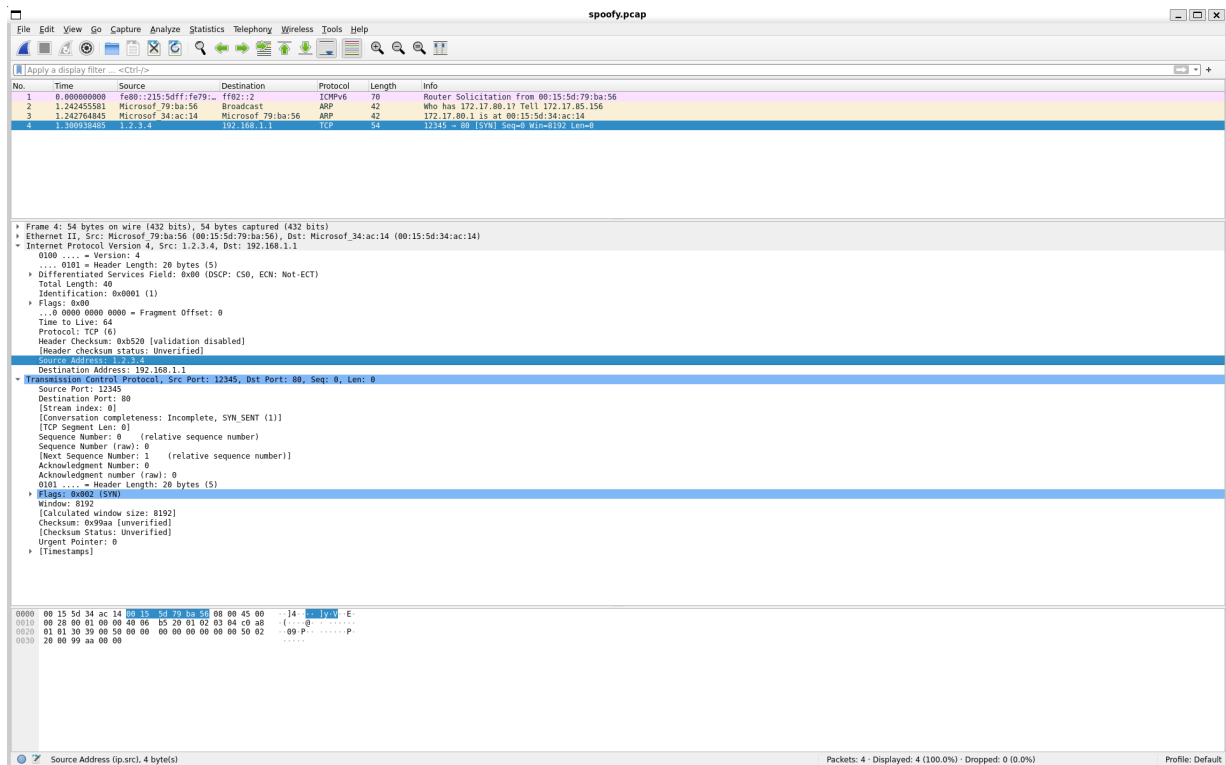 spoofy.pcap
File Edit View Go Capture Analyze Statistics Telephony Wireless Tools Help
Apply a display filter ... <Ctrl-/>
No. Time Source Destination Protocol Length Info
1 0.000000000 fe80::215:5dff:fe79:… ff02::2 ICMPv6 70 Router Solicitation from 00:15:5d:79:ba:56
2 1.242455581 Microsof_79:ba:56 Broadcast ARP 42 Who has 172.17.80.1? Tell 172.17.85.156
3 1.242764845 Microsof_34:ac:14 Microsof_79:ba:56 ARP 42 172.17.80.1 is at 00:15:5d:34:ac:14
4 1.300938485 1.2.3.4 192.168.1.1 TCP 54 12345 → 80 [SYN] Seq=0 Win=8192 Len=0
Frame 4: 54 bytes on wire (432 bits), 54 bytes captured (432 bits)
Ethernet II, Src: Microsof_79:ba:56 (00:15:5d:79:ba:56), Dst: Microsof_34:ac:14 (00:15:5d:34:ac:14)
Internet Protocol Version 4, Src: 1.2.3.4, Dst: 192.168.1.1
0100 .... = Version: 4
.... 0101 = Header Length: 20 bytes (5)
Differentiated Services Field: 0x00 (DSCP: CS0, ECN: Not-ECT)
Total Length: 40
Identification: 0x0001 (1)
Flags: 0x00
...0 0000 0000 0000 = Fragment Offset: 0
Time to Live: 64
Protocol: TCP (6)
Header Checksum: 0xb520 [validation disabled]
[Header checksum status: Unverified]
Source Address: 1.2.3.4
Destination Address: 192.168.1.1
Transmission Control Protocol, Src Port: 12345, Dst Port: 80, Seq: 0, Len: 0
Source Port: 12345
Destination Port: 80
[Stream index: 0]
[Conversation completeness: Incomplete, SYN_SENT (1)]
[TCP Segment Len: 0]
Sequence Number: 0 (relative sequence number)
Sequence Number (raw): 0
[Next Sequence Number: 1 (relative sequence number)]
Acknowledgment Number: 0
Acknowledgment number (raw): 0
0101 .... = Header Length: 20 bytes (5)
Flags: 0x002 (SYN)
Window: 8192
[Calculated window size: 8192]
Checksum: 0x99aa [unverified]
[Checksum Status: Unverified]
Urgent Pointer: 0
[Timestamps]
0000 00 15 5d 34 ac 14 00 15 5d 79 ba 56 08 00 45 00 ··]4···· ]y·V··E·
0010 00 28 00 01 00 00 40 06 b5 20 01 02 03 04 c0 a8 ·(····@· · ······
0020 01 01 30 39 00 50 00 00 00 00 00 00 00 00 50 02 ··09·P·· ······P·
0030 20 00 99 aa 00 00 ·····
Source Address (ip.src), 4 byte(s) Packets: 4 · Displayed: 4 (100.0%) · Dropped: 0 (0.0%) Profile: Default